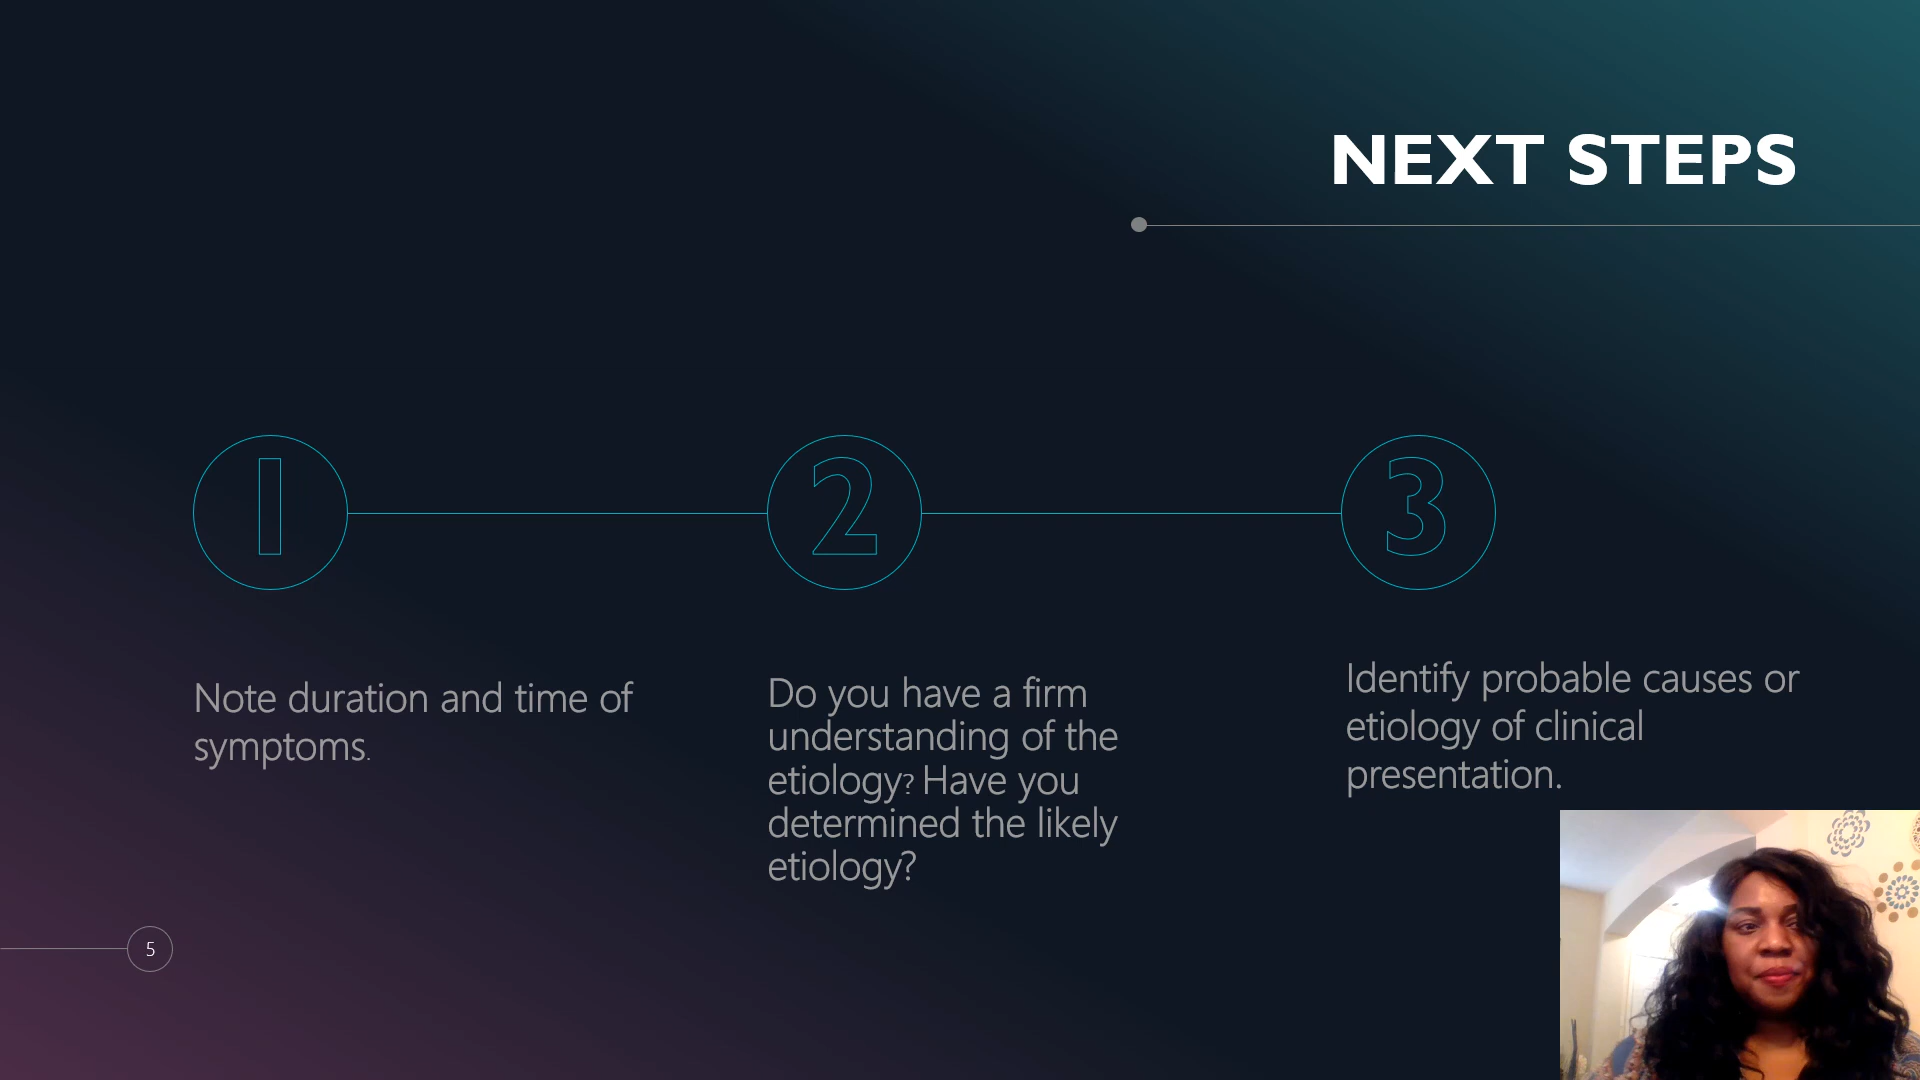 NEXT STEPS
1
2
3
Note duration and time of
symptoms.
Do you have a firm
understanding of the
etiology? Have you
determined the likely
etiology?
Identify probable causes or
etiology of clinical
presentation.
5